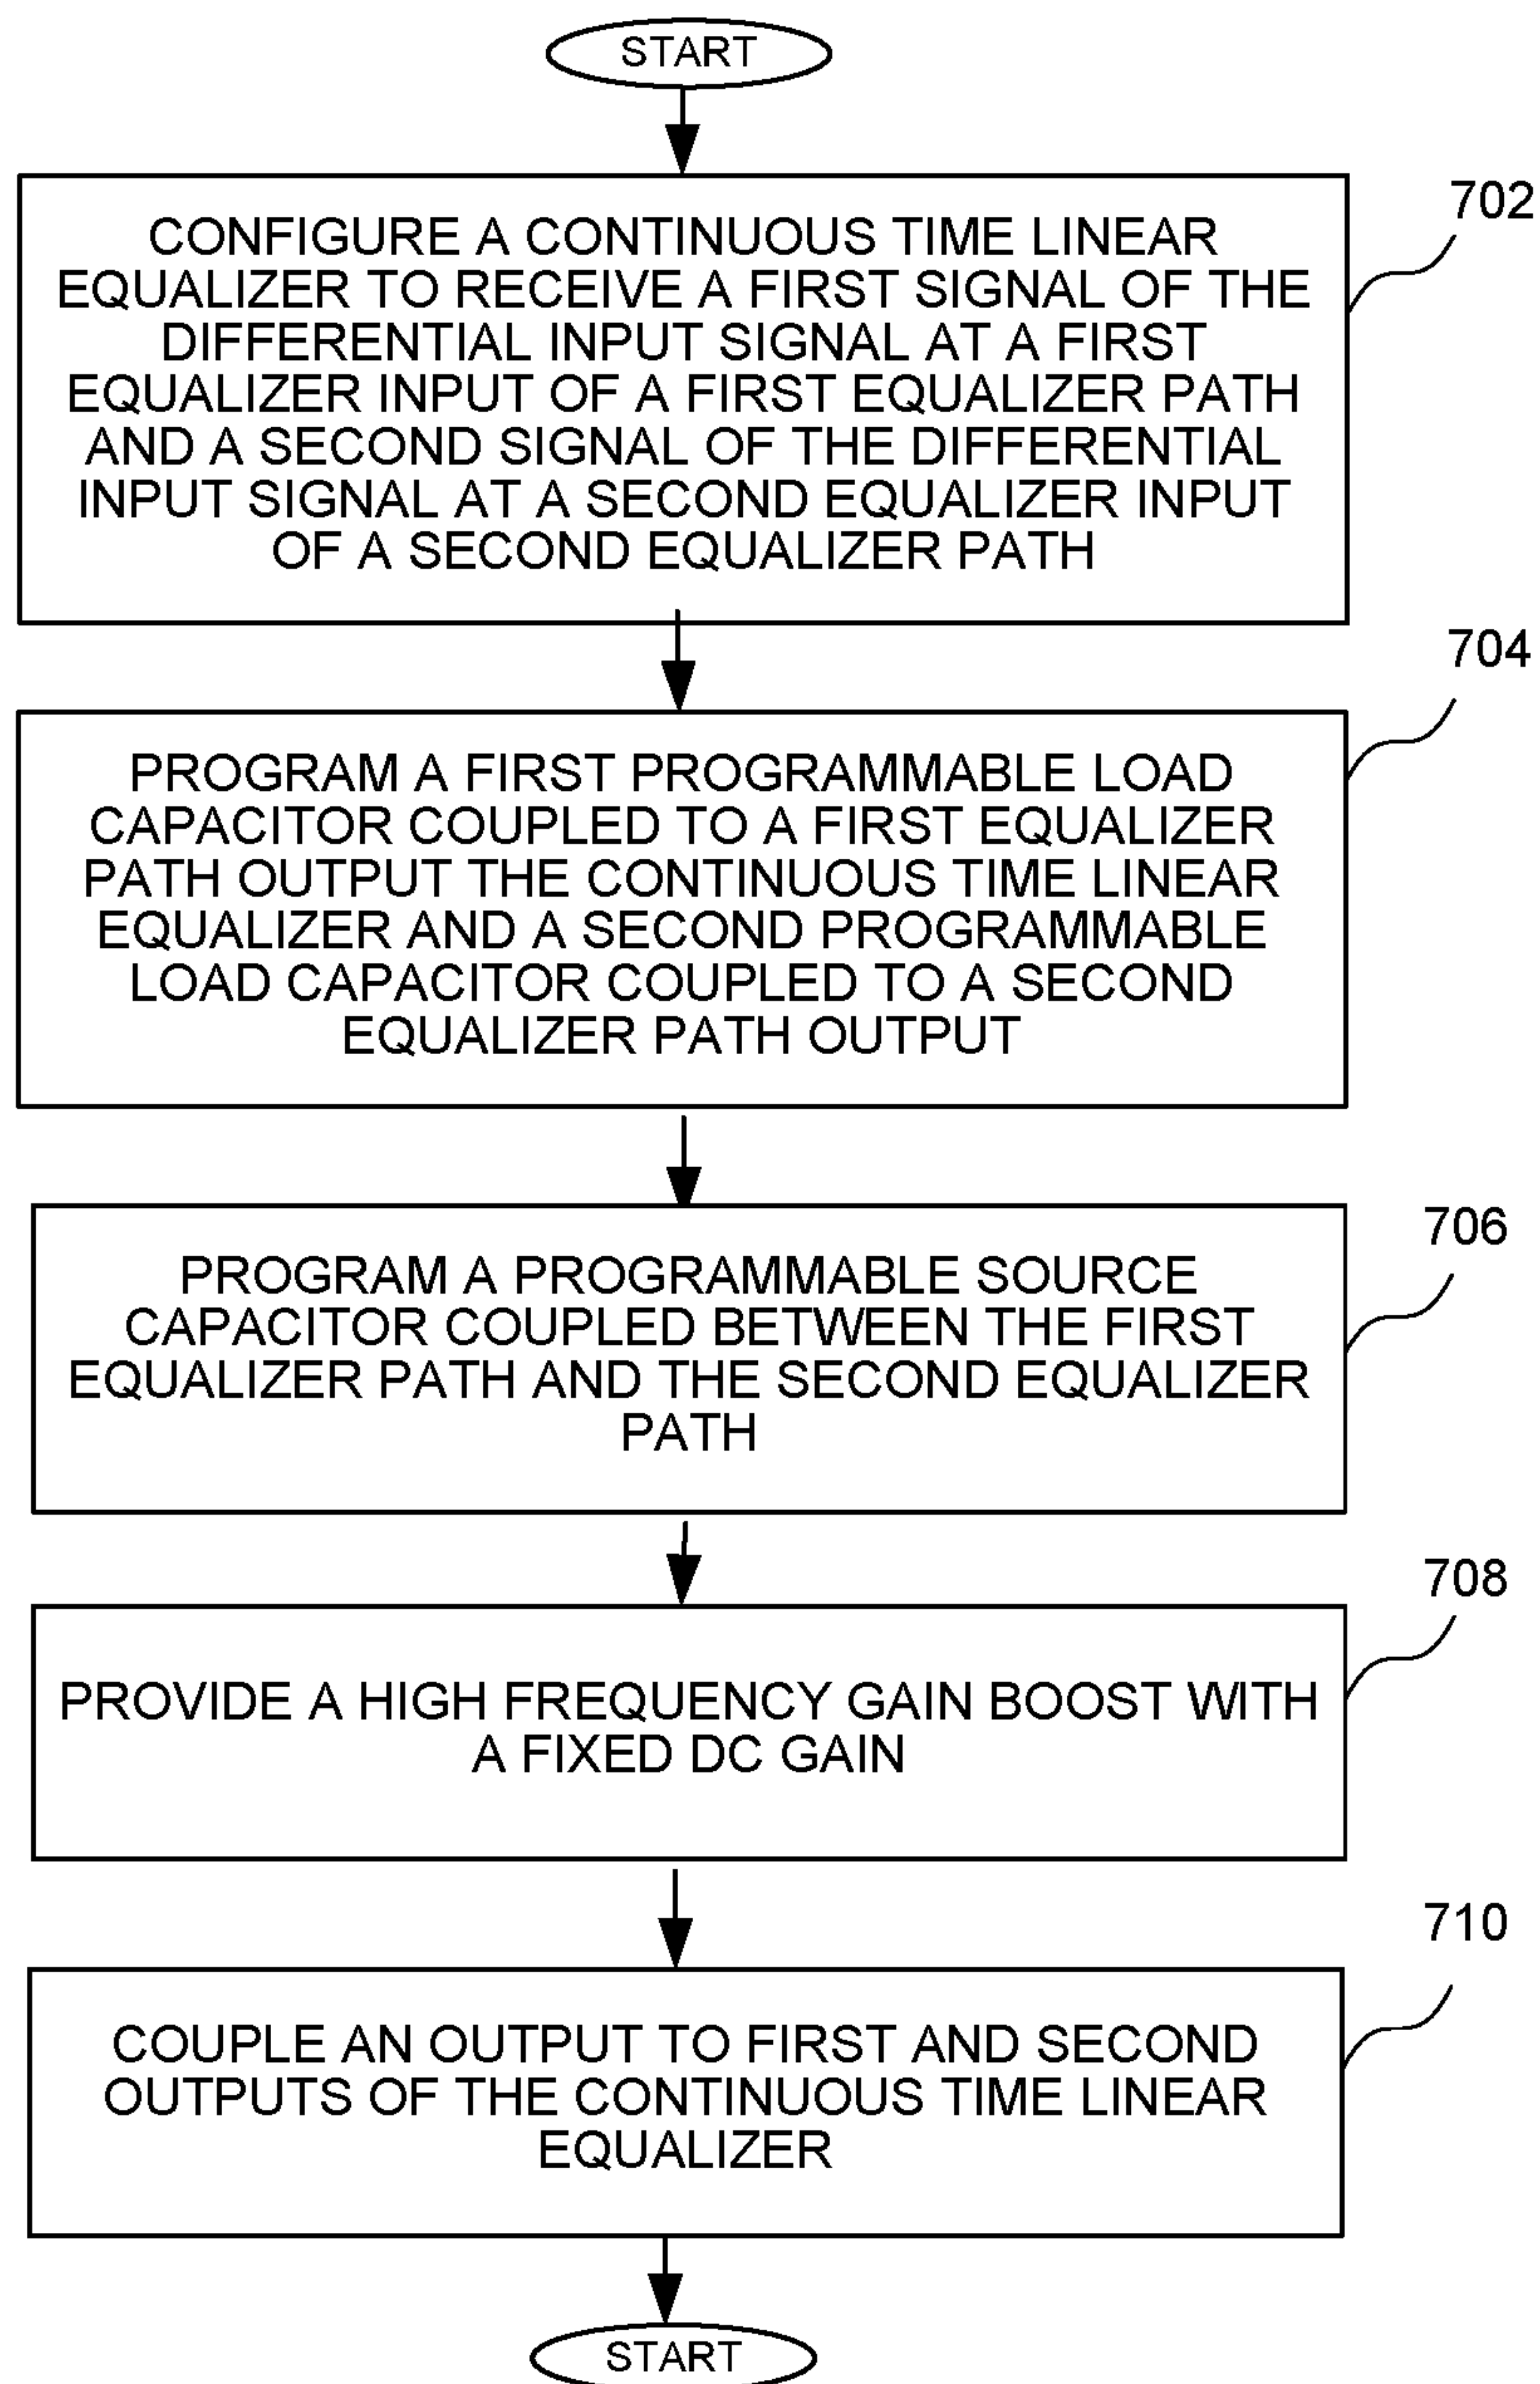 START
702
CONFIGURE A CONTINUOUS TIME LINEAR
EQUALIZER TO RECEIVE A FIRST SIGNAL OF THE
DIFFERENTIAL INPUT SIGNAL AT A FIRST
EQUALIZER INPUT OF A FIRST EQUALIZER PATH
AND A SECOND SIGNAL OF THE DIFFERENTIAL
INPUT SIGNAL AT A SECOND EQUALIZER INPUT
OF A SECOND EQUALIZER PATH
704
PROGRAM A FIRST PROGRAMMABLE LOAD
CAPACITOR COUPLED TO A FIRST EQUALIZER
PATH OUTPUT THE CONTINUOUS TIME LINEAR
EQUALIZER AND A SECOND PROGRAMMABLE
LOAD CAPACITOR COUPLED TO A SECOND
EQUALIZER PATH OUTPUT
706
PROGRAM A PROGRAMMABLE SOURCE
CAPACITOR COUPLED BETWEEN THE FIRST
EQUALIZER PATH AND THE SECOND EQUALIZER
PATH
708
PROVIDE A HIGH FREQUENCY GAIN BOOST WITH
A FIXED DC GAIN
710
COUPLE AN OUTPUT TO FIRST AND SECOND
OUTPUTS OF THE CONTINUOUS TIME LINEAR
EQUALIZER
START